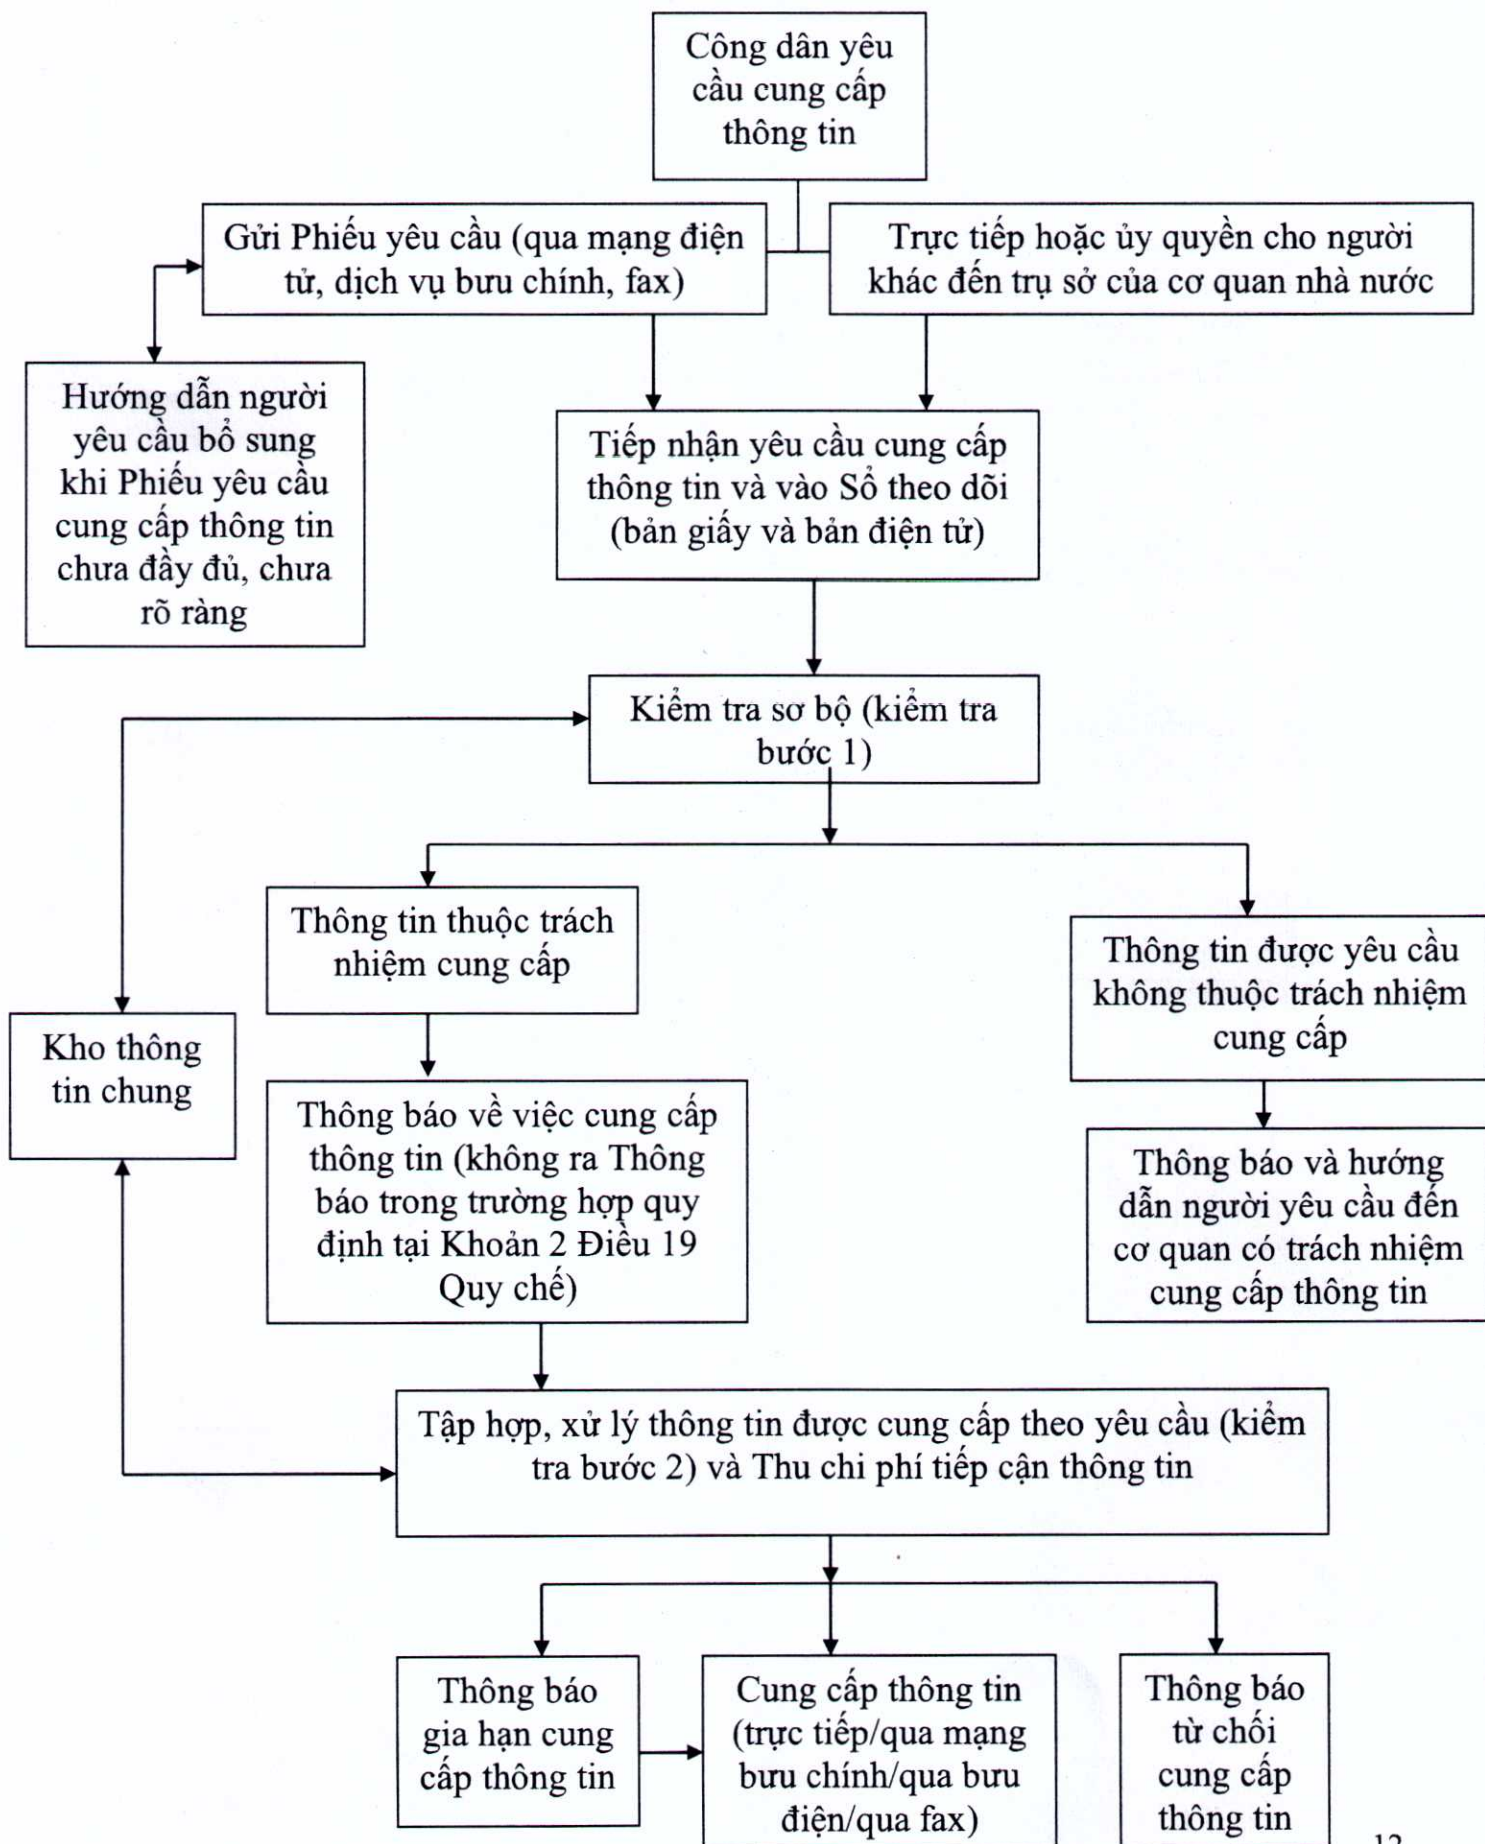 Công dân yêu
cầu cung cấp
thông tin
Gửi Phiếu yêu cầu (qua mạng điện
tử, dịch vụ bưu chính, fax)
Trực tiếp hoặc ủy quyền cho người
khác đến trụ sở của cơ quan nhà nước
Hướng dẫn người
yêu cầu bổ sung
khi Phiếu yêu cầu
cung cấp thông tin
chưa đầy đủ, chưa
rõ ràng
Tiếp nhận yêu cầu cung cấp
thông tin và vào Sổ theo dõi
(bản giấy và bản điện tử)
Kiểm tra sơ bộ (kiểm tra
bước 1)
Thông tin thuộc trách
nhiệm cung cấp
Thông tin được yêu cầu
không thuộc trách nhiệm
cung cấp
Kho thông
tin chung
Thông báo về việc cung cấp
thông tin (không ra Thông
báo trong trường hợp quy
định tại Khoản 2 Điều 19
Quy chế)
Thông báo và hướng
dẫn người yêu cầu đến
cơ quan có trách nhiệm
cung cấp thông tin
Tập hợp, xử lý thông tin được cung cấp theo yêu cầu (kiểm
tra bước 2) và Thu chi phí tiếp cận thông tin
Thông báo
gia hạn cung
cấp thông tin
Cung cấp thông tin
(trực tiếp/qua mạng
bưu chính/qua bưu
điện/qua fax)
Thông báo
từ chối
cung cấp
thông tin